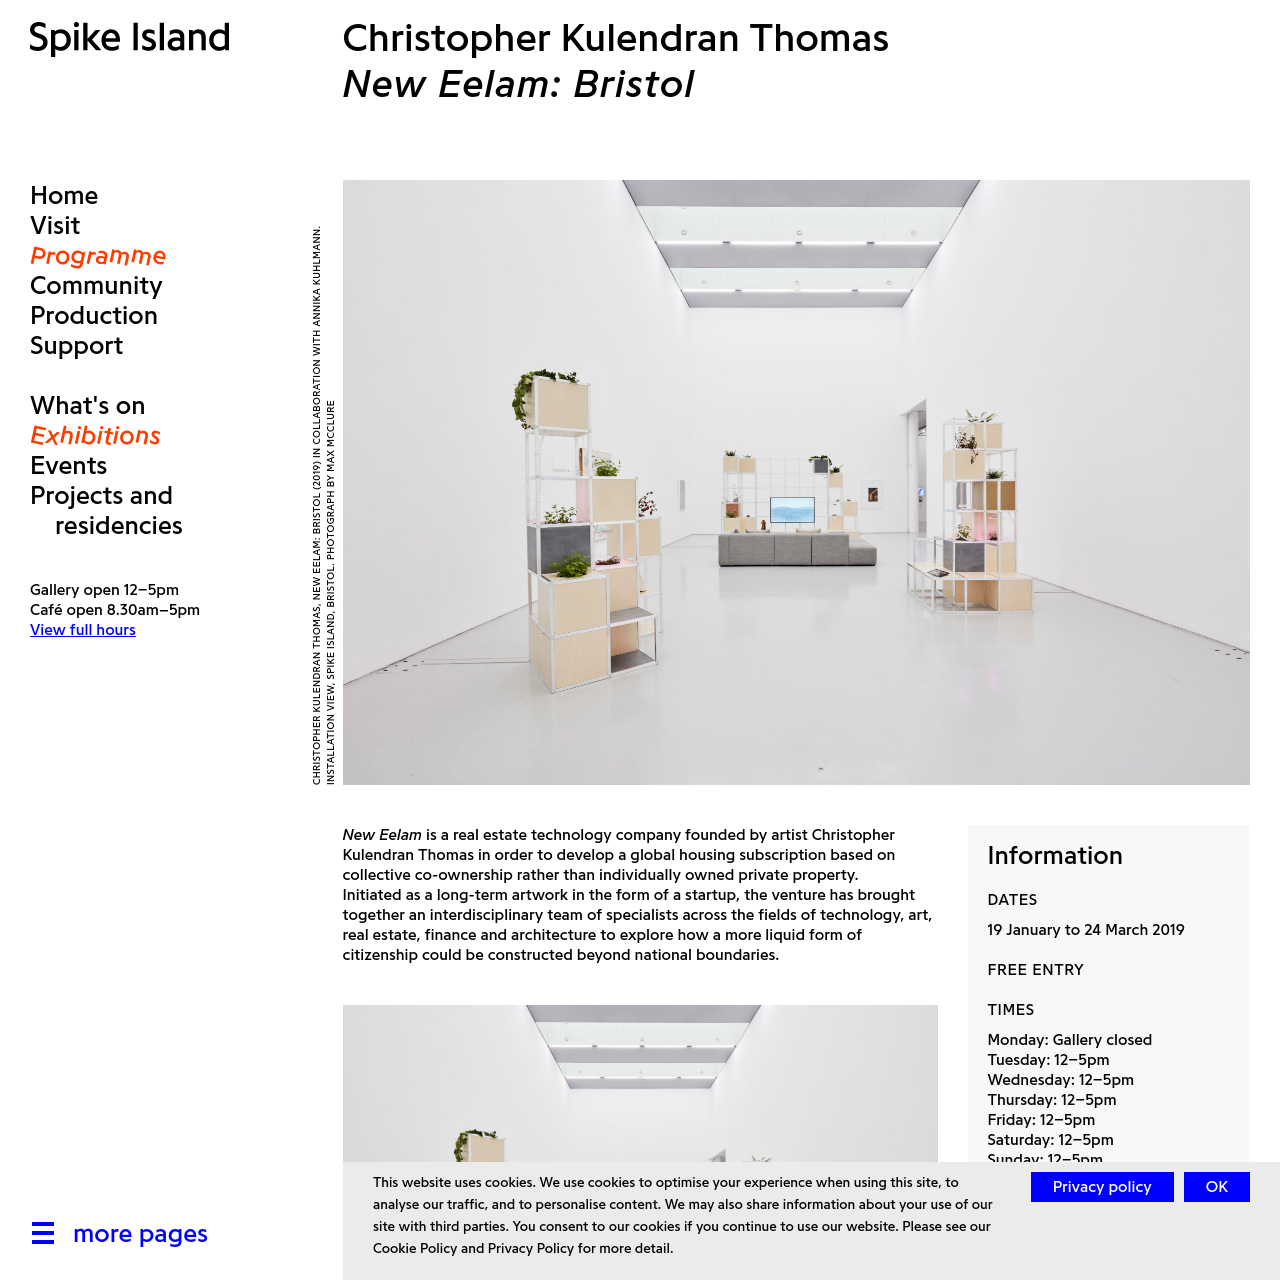 Spike Island
Christopher Kulendran Thomas
New Eelam: Bristol
Home
Visit
Programme
Community
Production
Support
What's on
Exhibitions
Events
Projects and
residencies
Gallery open 12–5pm
Café open 8.30am–5pm
View full hours
CHRISTOPHER KULENDRAN THOMAS, NEW EELAM: BRISTOL (2019) IN COLLABORATION WITH ANNIKA KUHLMANN.
INSTALLATION VIEW, SPIKE ISLAND, BRISTOL. PHOTOGRAPH BY MAX MCCLURE
New Eelam is a real estate technology company founded by artist Christopher
Kulendran Thomas in order to develop a global housing subscription based on
collective co-ownership rather than individually owned private property.
Initiated as a long-term artwork in the form of a startup, the venture has brought
together an interdisciplinary team of specialists across the fields of technology, art,
real estate, finance and architecture to explore how a more liquid form of
citizenship could be constructed beyond national boundaries.
Information
DATES
19 January to 24 March 2019
FREE ENTRY
TIMES
Monday: Gallery closed
Tuesday: 12–5pm
Wednesday: 12–5pm
Thursday: 12–5pm
Friday: 12–5pm
Saturday: 12–5pm
Sunday: 12–5pm
This website uses cookies. We use cookies to optimise your experience when using this site, to
analyse our traffic, and to personalise content. We may also share information about your use of our
site with third parties. You consent to our cookies if you continue to use our website. Please see our
Cookie Policy and Privacy Policy for more detail.
Privacy policy
OK
more pages